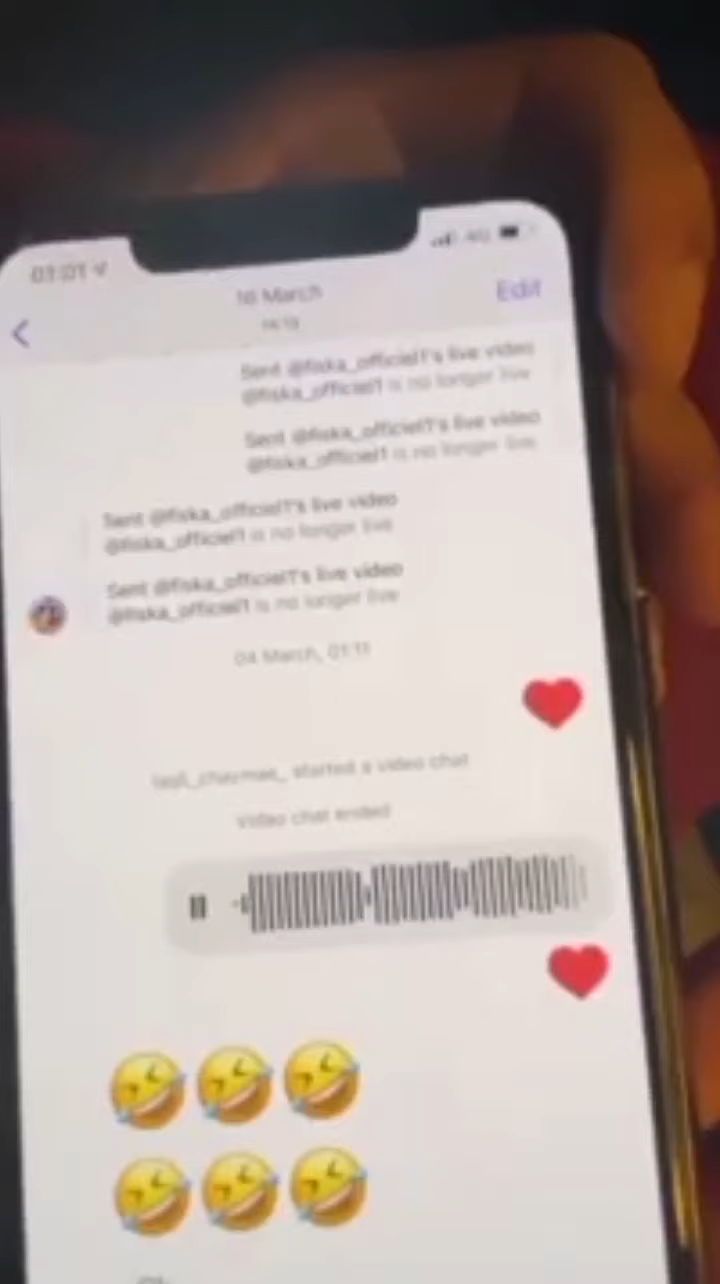 01:01
16 March
Edit
Sent @fiska_officiel1's live video
@fiska_officiel1 is no longer live
Sent @fiska_officiel1's live video
@fiska_officiel1 is no longer live
Sent @fiska_officiel1's live video
@fiska_officiel1 is no longer live
Sent @fiska_officiel1's live video
@fiska_officiel1 is no longer live
04 March, 01:11
started a video chat
Video chat ended